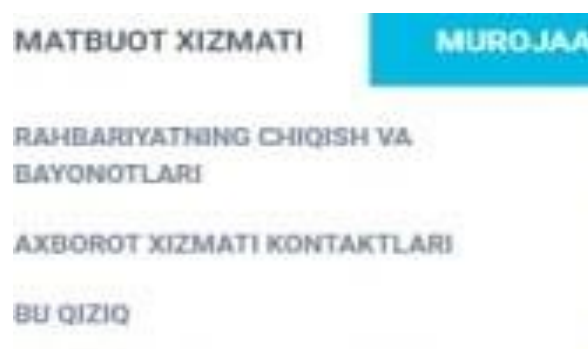 MATBUOT XIZMATI
MUROJAA
RAHBARIYATNING CHIQISH VA
BAYONOTLARI
AXBOROT XIZMATI KONTAKTLARI
BU QIZIQ